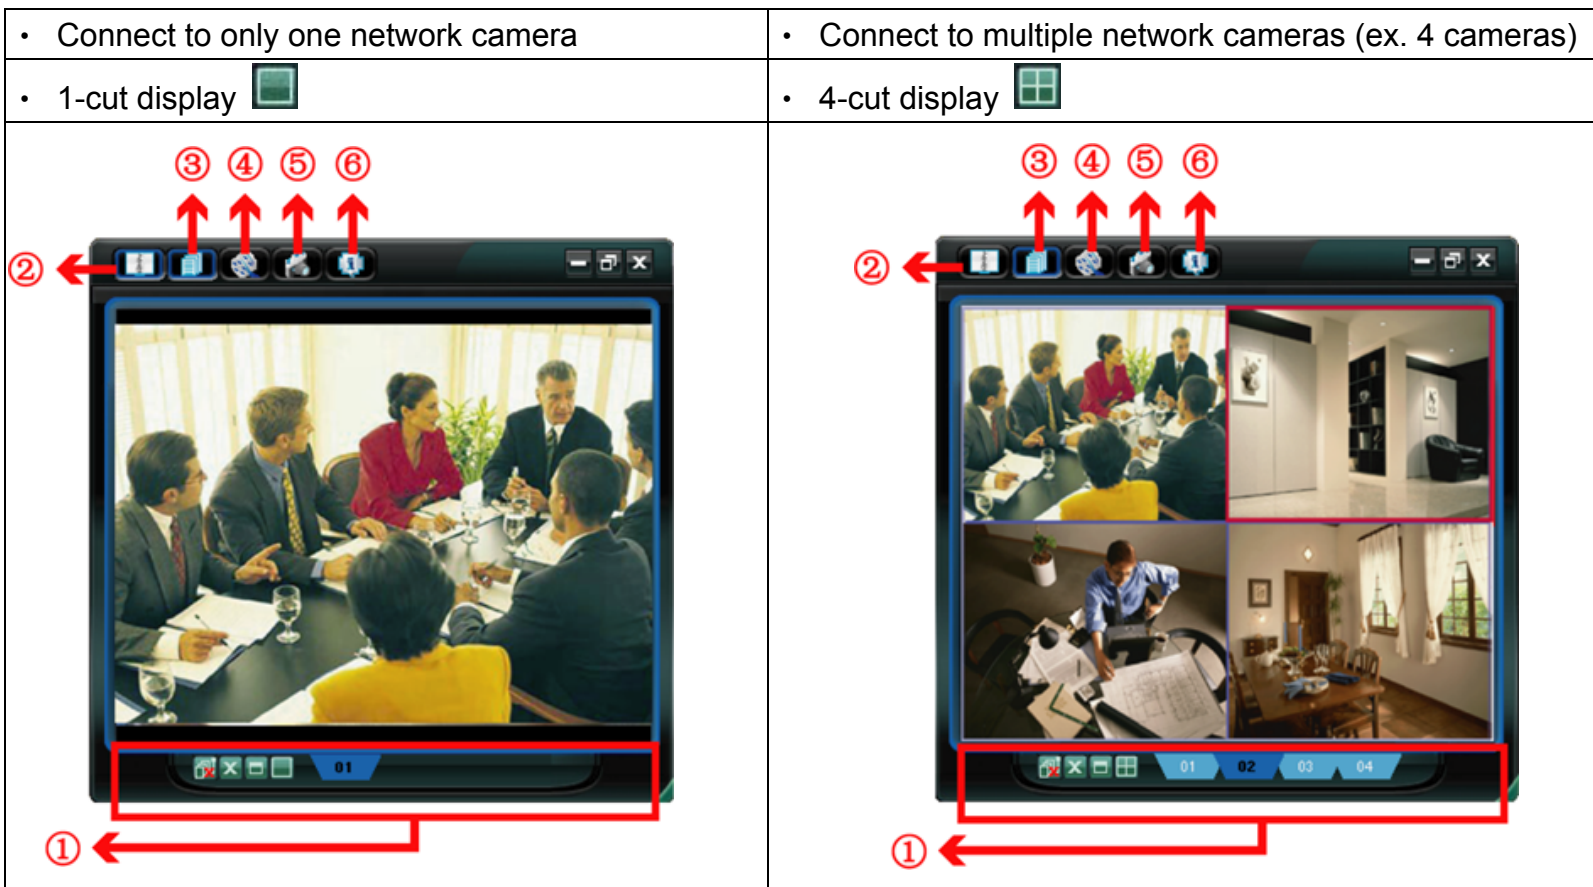 • Connect to only one network camera
• Connect to multiple network cameras (ex. 4 cameras)
• 1-cut display
• 4-cut display
③ ④ ⑤ ⑥
②
01
①
③ ④ ⑤ ⑥
②
01 02 03 04
①